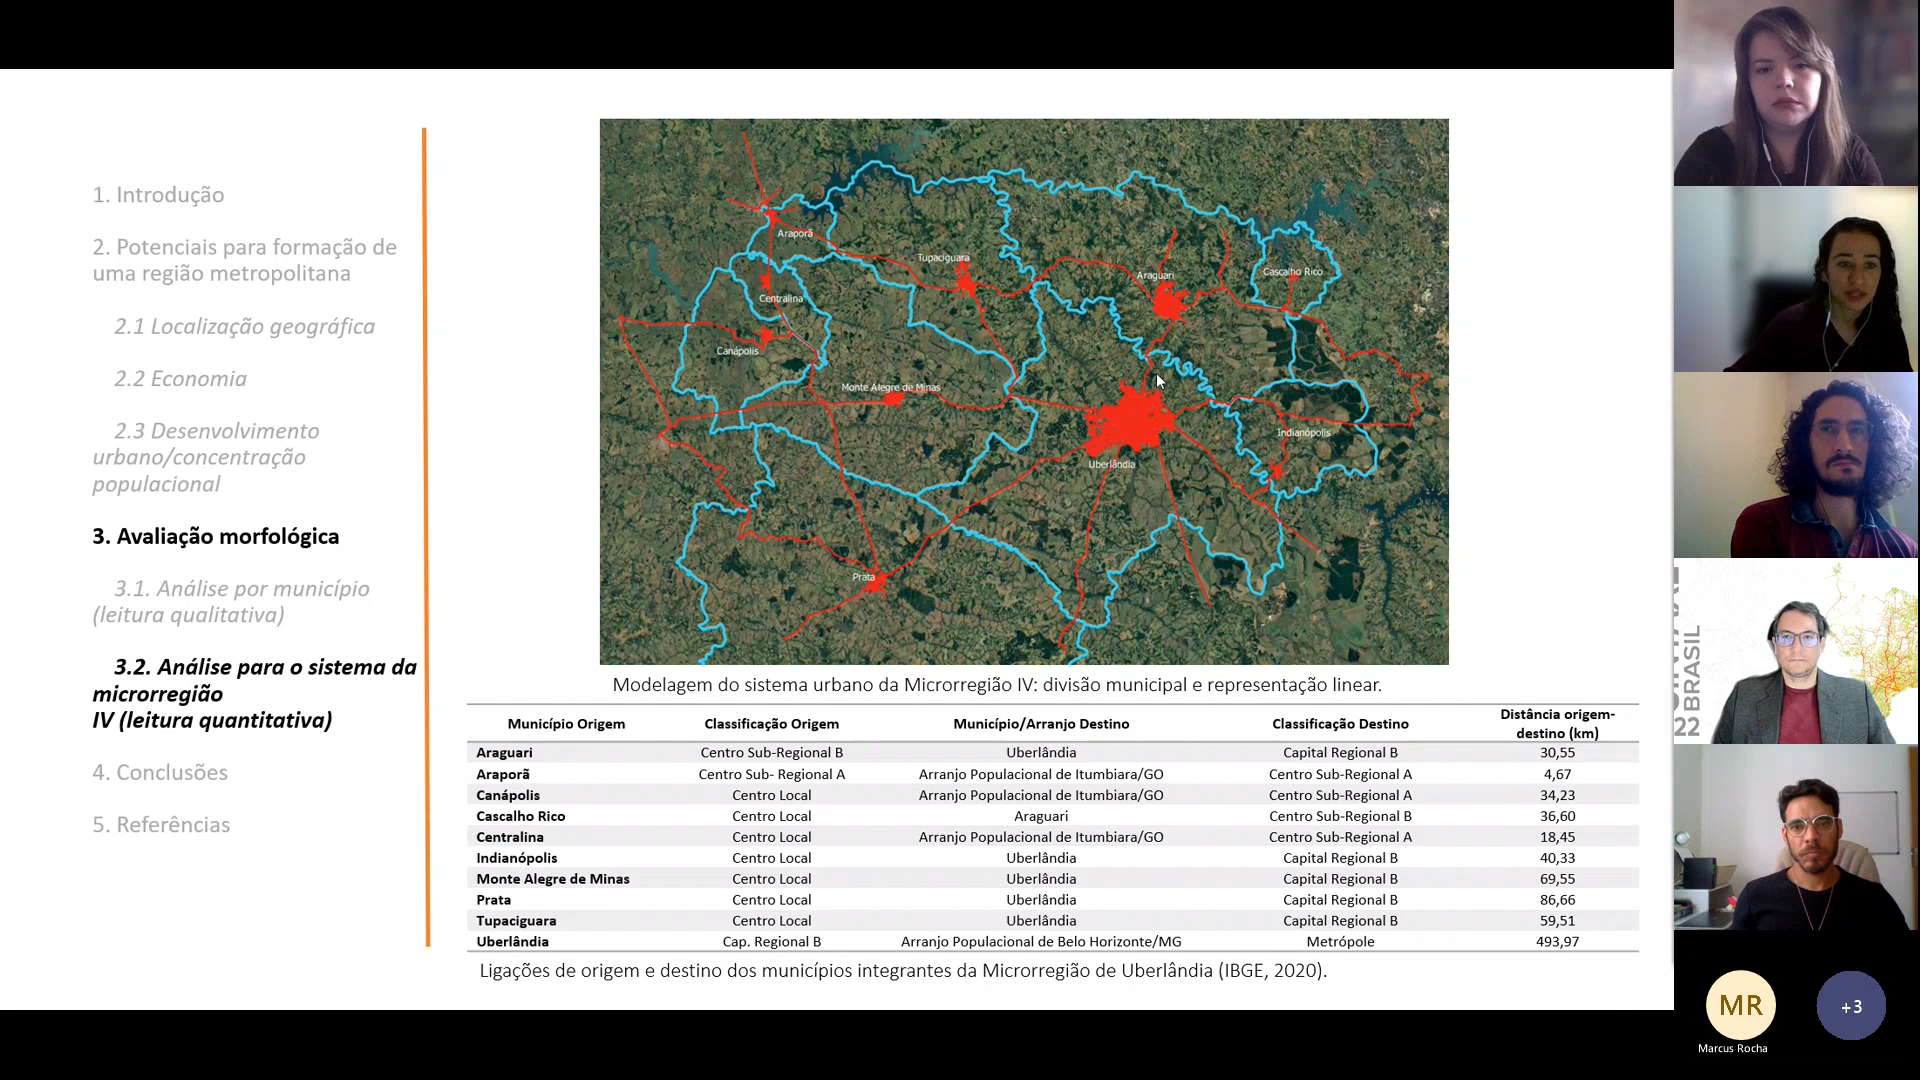 1. Introdução
2. Potenciais para formação de
uma região metropolitana
2.1 Localização geográfica
2.2 Economia
2.3 Desenvolvimento
urbano/concentração
populacional
3. Avaliação morfológica
3.1. Análise por município
(leitura qualitativa)
3.2. Análise para o sistema da
microrregião
IV (leitura quantitativa)
4. Conclusões
5. Referências
Araporã
Tupaciguara
Araguari
Cascalho Rico
Centralina
Canápolis
Monte Alegre de Minas
Indianópolis
Uberlândia
Prata
Modelagem do sistema urbano da Microrregião IV: divisão municipal e representação linear.
Município Origem Classificação Origem Município/Arranjo Destino Classificação Destino Distância origem-
destino (km)
Araguari Centro Sub-Regional B Uberlândia Capital Regional B 30,55
Araporã Centro Sub- Regional A Arranjo Populacional de Itumbiara/GO Centro Sub-Regional A 4,67
Canápolis Centro Local Arranjo Populacional de Itumbiara/GO Centro Sub-Regional A 34,23
Cascalho Rico Centro Local Araguari Centro Sub-Regional B 36,60
Centralina Centro Local Arranjo Populacional de Itumbiara/GO Centro Sub-Regional A 18,45
Indianópolis Centro Local Uberlândia Capital Regional B 40,33
Monte Alegre de Minas Centro Local Uberlândia Capital Regional B 69,55
Prata Centro Local Uberlândia Capital Regional B 86,66
Tupaciguara Centro Local Uberlândia Capital Regional B 59,51
Uberlândia Cap. Regional B Arranjo Populacional de Belo Horizonte/MG Metrópole 493,97
Ligações de origem e destino dos municípios integrantes da Microrregião de Uberlândia (IBGE, 2020).
BRASIL
22
MR
+3
Marcus Rocha